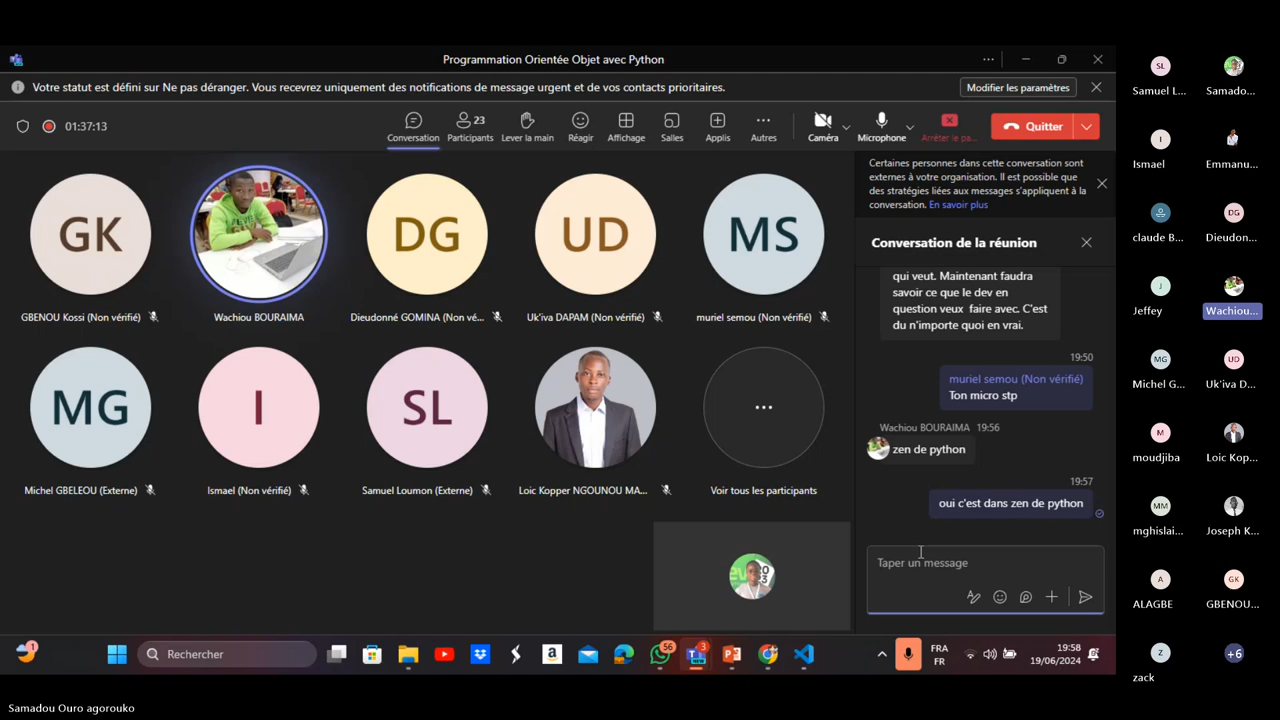 Programmation Orientée Objet avec Python
Votre statut est défini sur Ne pas déranger. Vous recevrez uniquement des notifications de message urgent et de vos contacts prioritaires.
Modifier les paramètres
01:37:13
Conversation
Participants
23
Lever la main
Réagir
Affichage
Salles
Applis
Autres
Caméra
Microphone
Arrêter le pa...
Quitter
GK
DG
UD
MS
GBENOU Kossi (Non vérifié)
Wachiou BOURAIMA
Dieudonné GOMINA (Non vé...
Uk'iva DAPAM (Non vérifié)
muriel semou (Non vérifié)
MG
I
SL
...
Michel GBELEOU (Externe)
Ismael (Non vérifié)
Samuel Loumon (Externe)
Loic Kopper NGOUNOU MA...
Voir tous les participants
Certaines personnes dans cette conversation sont
externes à votre organisation. Il est possible que
des stratégies liées aux messages s'appliquent à la
conversation. En savoir plus
Conversation de la réunion
qui veut. Maintenant faudra
savoir ce que le dev en
question veux faire avec. C'est
du n'importe quoi en vrai.
19:50
muriel semou (Non vérifié)
Ton micro stp
Wachiou BOURAIMA 19:56
zen de python
19:57
oui c'est dans zen de python
Taper un message
1
Rechercher
56
3
FRA
FR
19:58
19/06/2024
SL
Samuel L...
Samado...
I
Ismael
Emmanu...
claude B...
DG
Dieudon...
J
Jeffey
Wachiou...
MG
Michel G...
UD
Uk'iva D...
M
moudjiba
Loic Kop...
MM
mghislai...
Joseph K...
A
ALAGBE
GK
GBENOU...
Z
zack
+6
Samadou Ouro agorouko